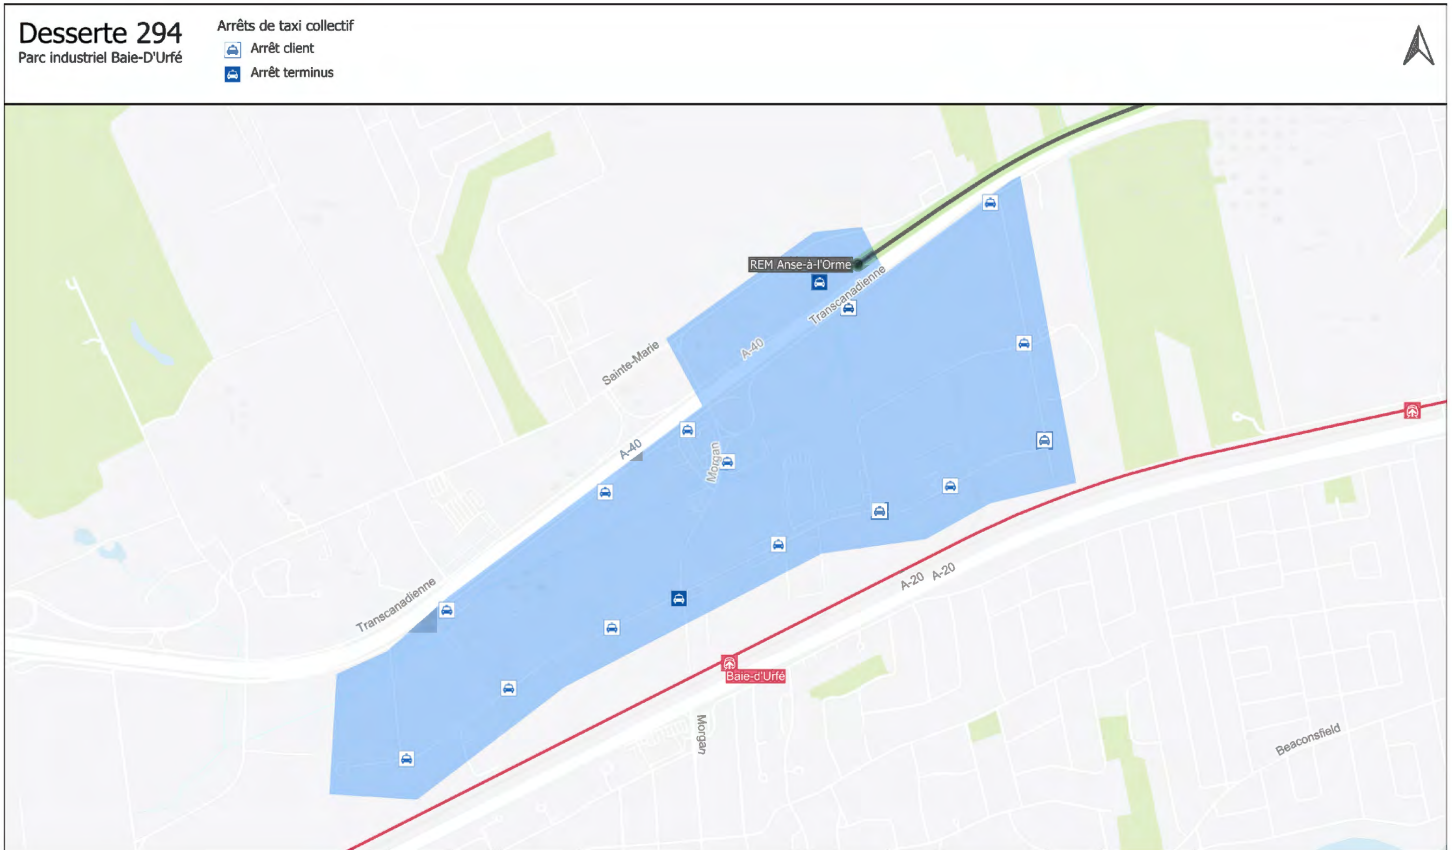 Desserte 294
Parc industriel Baie-D'Urfé
Arrêts de taxi collectif
Arrêt client
Arrêt terminus
REM Anse-à-l'Orme
Transcanadienne
A-40
Sainte-Marie
A-40
Morgan
Transcanadienne
A-20 A-20
Baie-d'Urfé
Morgan
Beaconsfield